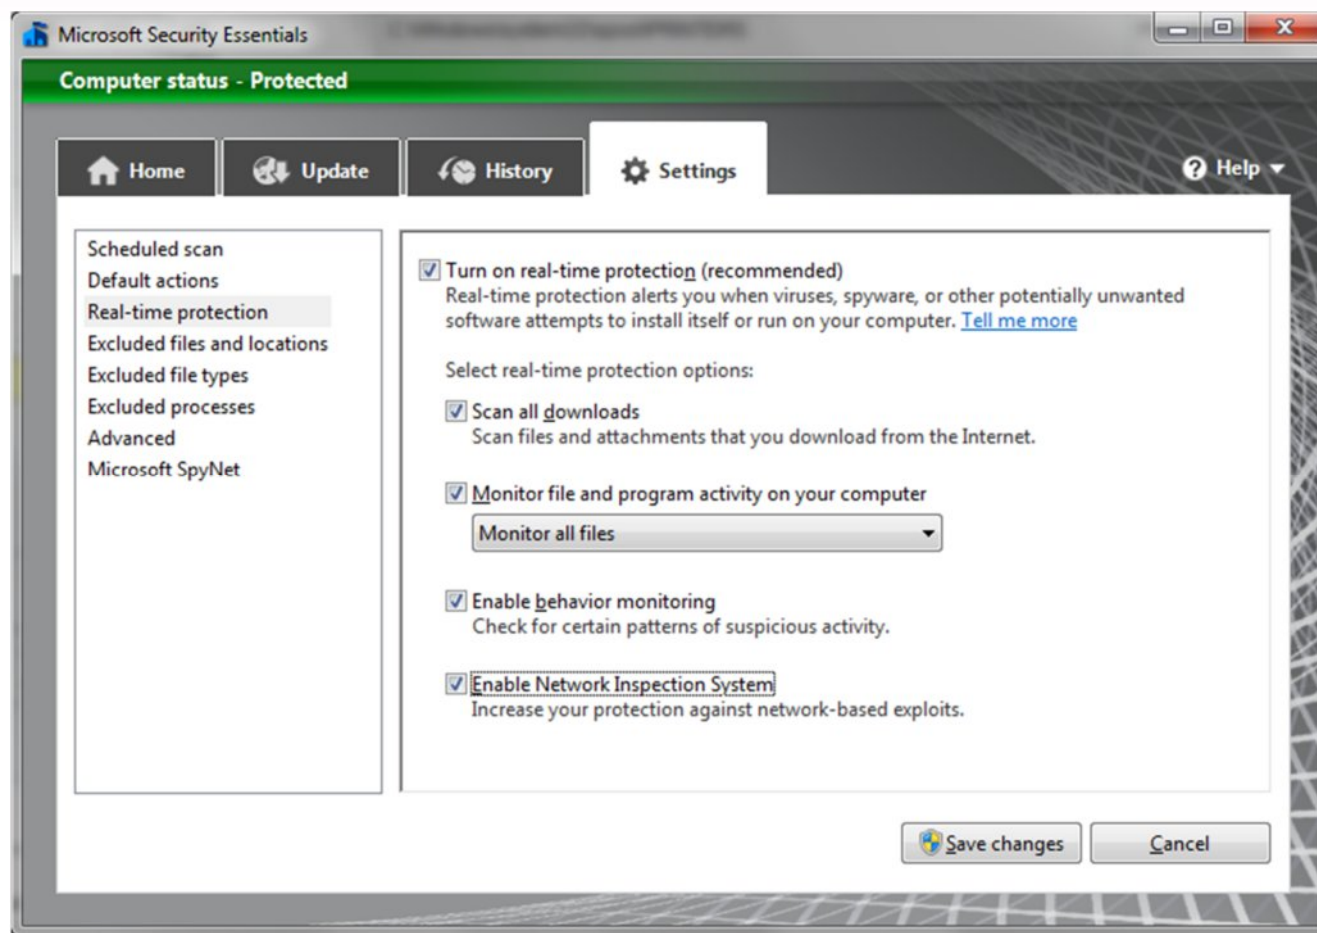 Microsoft Security Essentials
Computer status - Protected
Home
Update
History
Settings
Help
Scheduled scan
Default actions
Real-time protection
Excluded files and locations
Excluded file types
Excluded processes
Advanced
Microsoft SpyNet
Turn on real-time protection (recommended)
Real-time protection alerts you when viruses, spyware, or other potentially unwanted
software attempts to install itself or run on your computer. Tell me more
Select real-time protection options:
Scan all downloads
Scan files and attachments that you download from the Internet.
Monitor file and program activity on your computer
Monitor all files
Enable behavior monitoring
Check for certain patterns of suspicious activity.
Enable Network Inspection System
Increase your protection against network-based exploits.
Save changes
Cancel